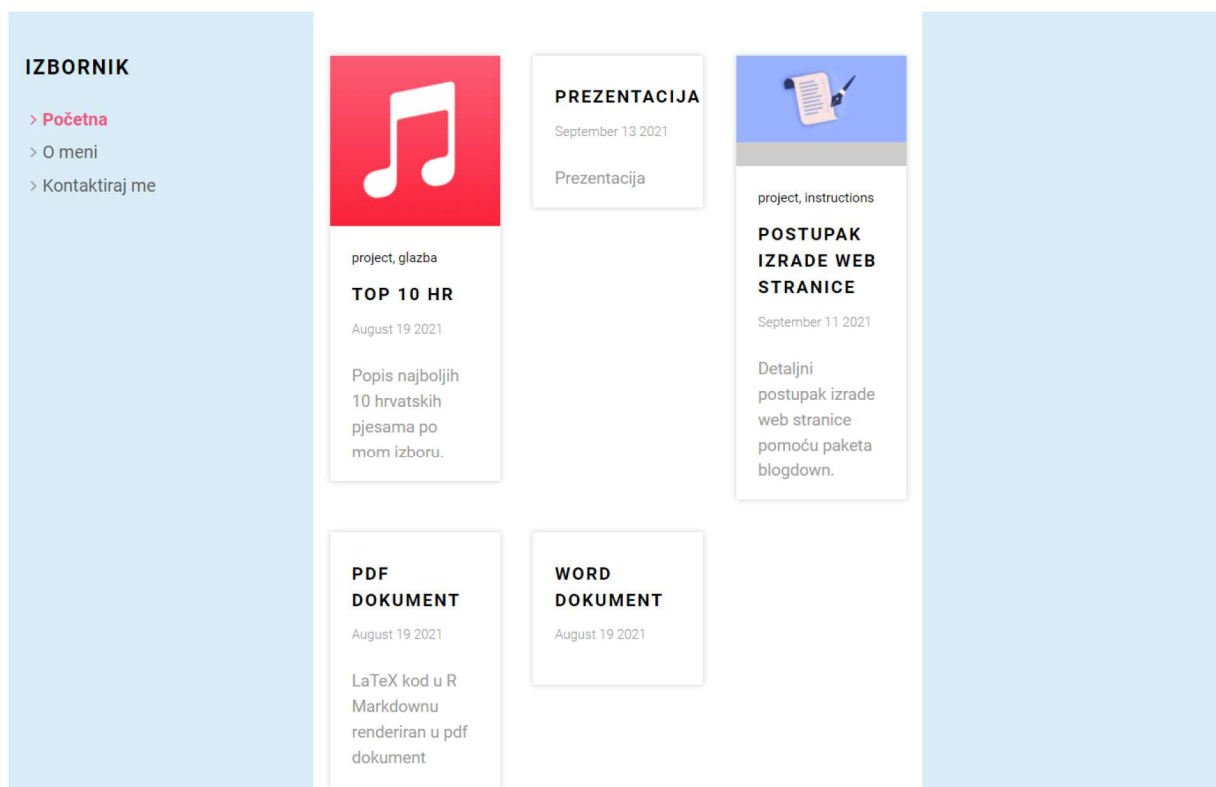 IZBORNIK
Početna
O meni
Kontaktiraj me
project, glazba
TOP 10 HR
August 19 2021
Popis najboljih
10 hrvatskih
pjesama po
mom izboru.
PREZENTACIJA
September 13 2021
Prezentacija
project, instructions
POSTUPAK
IZRADE WEB
STRANICE
September 11 2021
Detaljni
postupak izrade
web stranice
pomoću paketa
blogdown.
PDF
DOKUMENT
August 19 2021
LaTeX kod u R
Markdownu
renderiran u pdf
dokument
WORD
DOKUMENT
August 19 2021